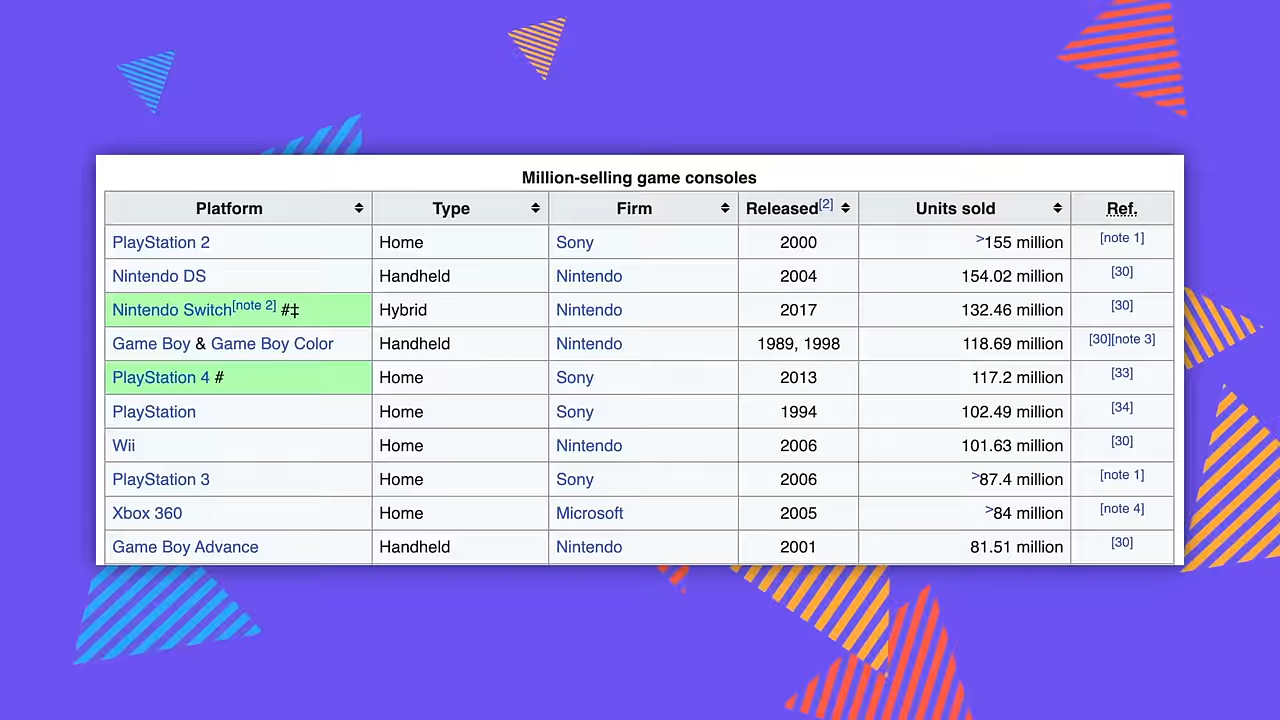 Million-selling game consoles
Platform Type Firm Released[2] Units sold Ref.
PlayStation 2 Home Sony 2000 >155 million [note 1]
Nintendo DS Handheld Nintendo 2004 154.02 million [30]
Nintendo Switch[note 2] #‡ Hybrid Nintendo 2017 132.46 million [30]
Game Boy & Game Boy Color Handheld Nintendo 1989, 1998 118.69 million [30][note 3]
PlayStation 4 # Home Sony 2013 117.2 million [33]
PlayStation Home Sony 1994 102.49 million [34]
Wii Home Nintendo 2006 101.63 million [30]
PlayStation 3 Home Sony 2006 >87.4 million [note 1]
Xbox 360 Home Microsoft 2005 >84 million [note 4]
Game Boy Advance Handheld Nintendo 2001 81.51 million [30]